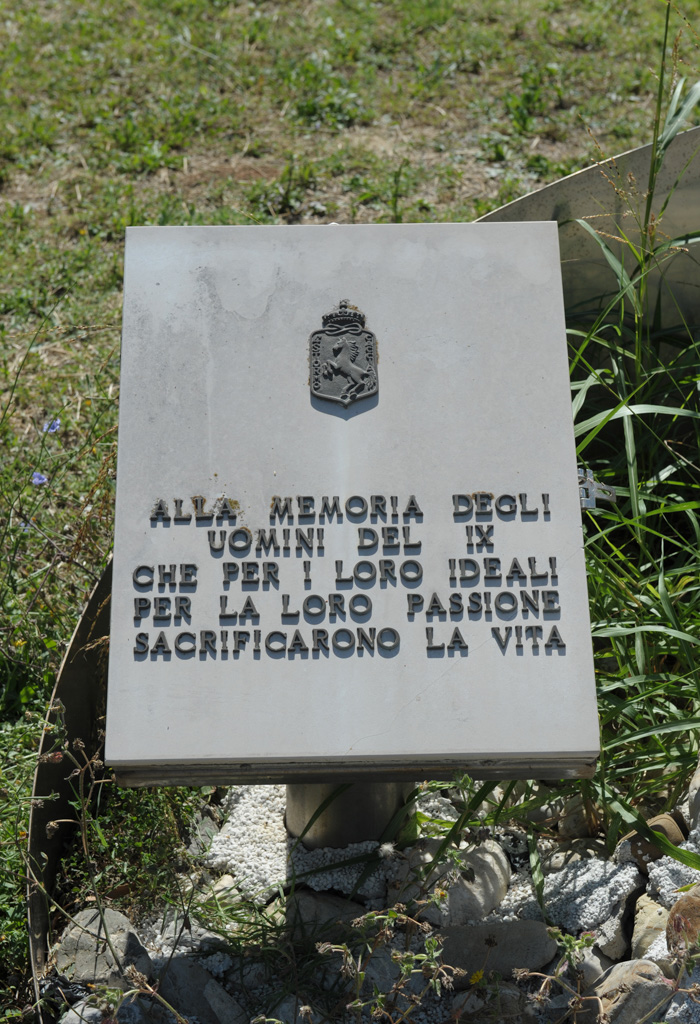 ALLA MEMORIA DEGLI
UOMINI DEL IX
CHE PER I LORO IDEALI
PER LA LORO PASSIONE
SACRIFICARONO LA VITA